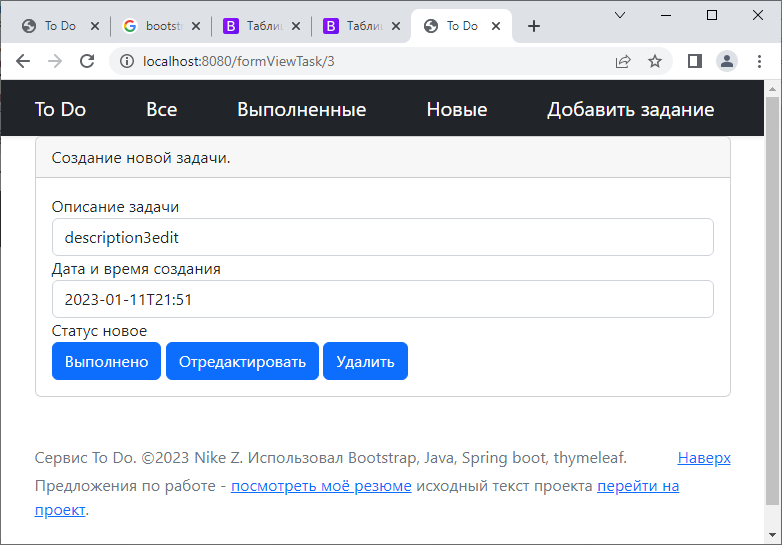 To Do
bootst
Таблиц
Таблиц
To Do
localhost:8080/formViewTask/3
To Do Все Выполненные Новые Добавить задание
Создание новой задачи.
Описание задачи
description3edit
Дата и время создания
2023-01-11T21:51
Статус новое
Выполнено Отредактировать Удалить
Сервис To Do. ©2023 Nike Z. Использовал Bootstrap, Java, Spring boot, thymeleaf. Наверх
Предложения по работе - посмотреть моё резюме исходный текст проекта перейти на
проект.